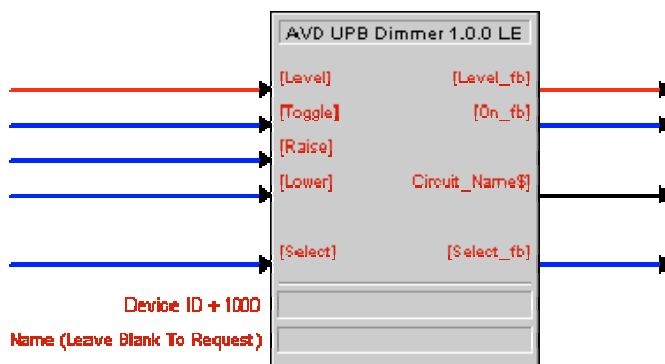 AVD UPB Dimmer 1.0.0 LE
[Level] [Level_fb]
[Toggle] [On_fb]
[Raise]
[Lower] Circuit_Name$]
[Select] [Select_fb]
Device ID + 1000
Name (Leave Blank To Request)